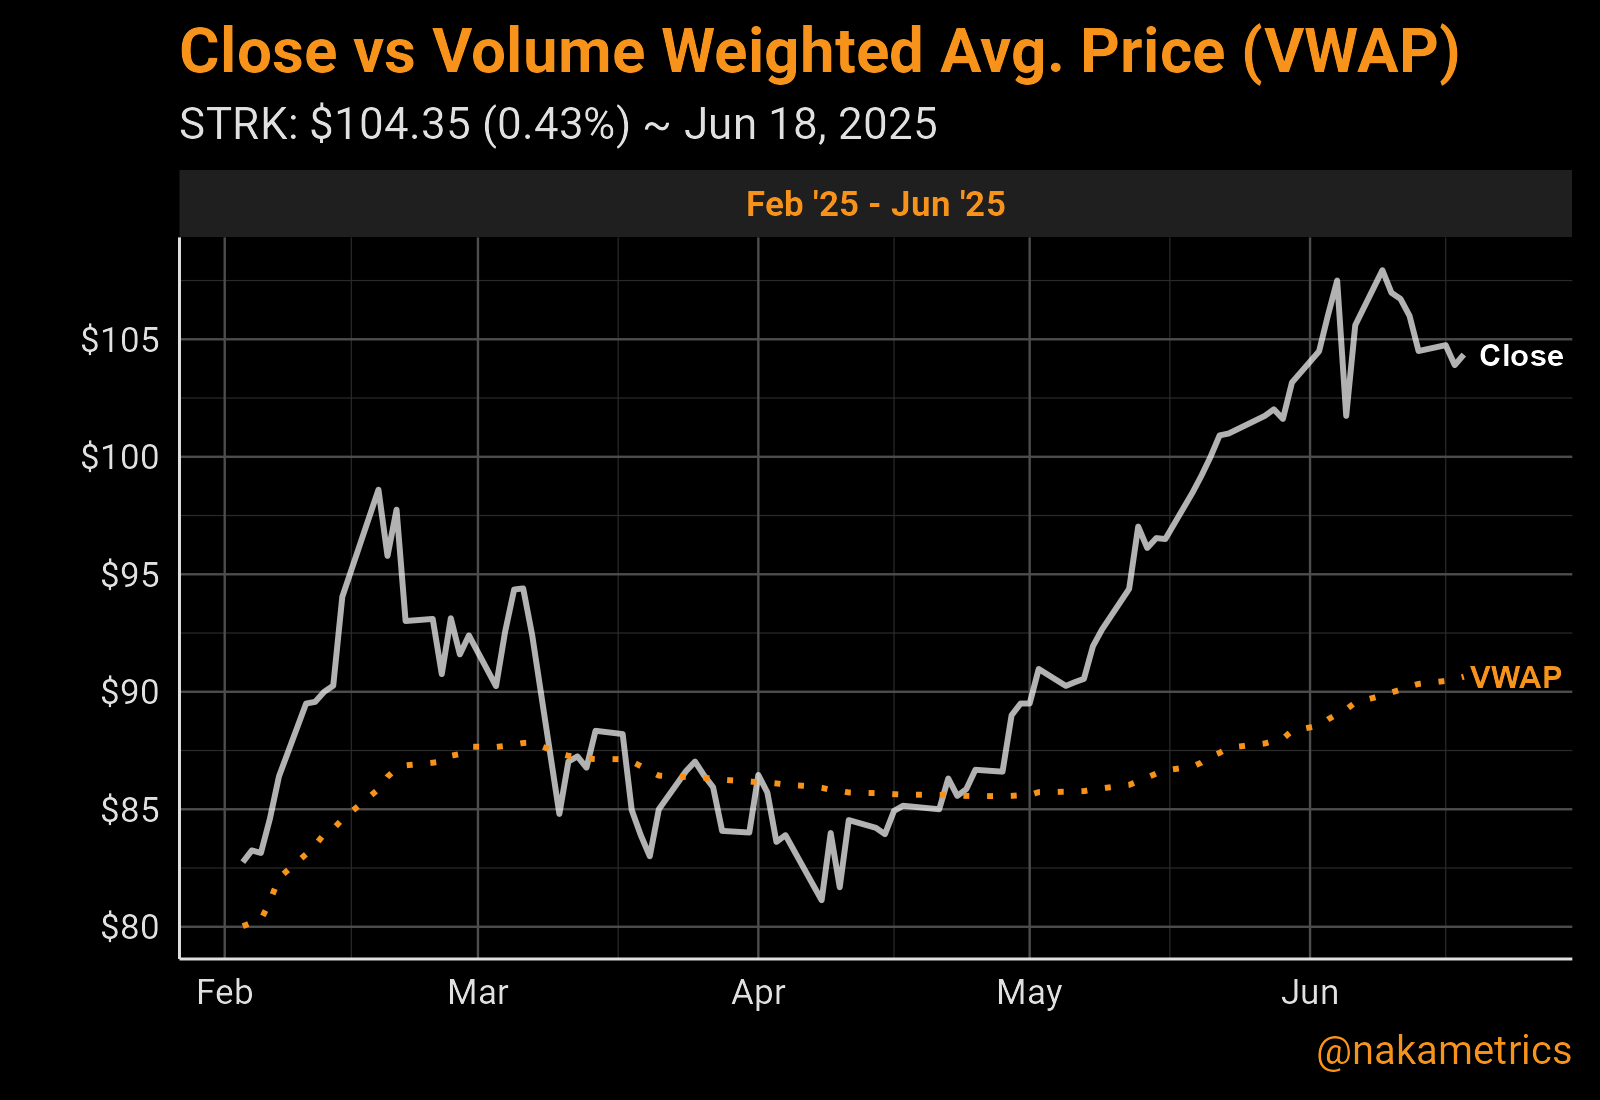 Close vs Volume Weighted Avg. Price (VWAP)
STRK: $104.35 (0.43%) ~ Jun 18, 2025
Feb '25 - Jun '25
$105
$100
$95
$90
$85
$80
Close
VWAP
Feb Mar Apr May Jun
@nakametrics